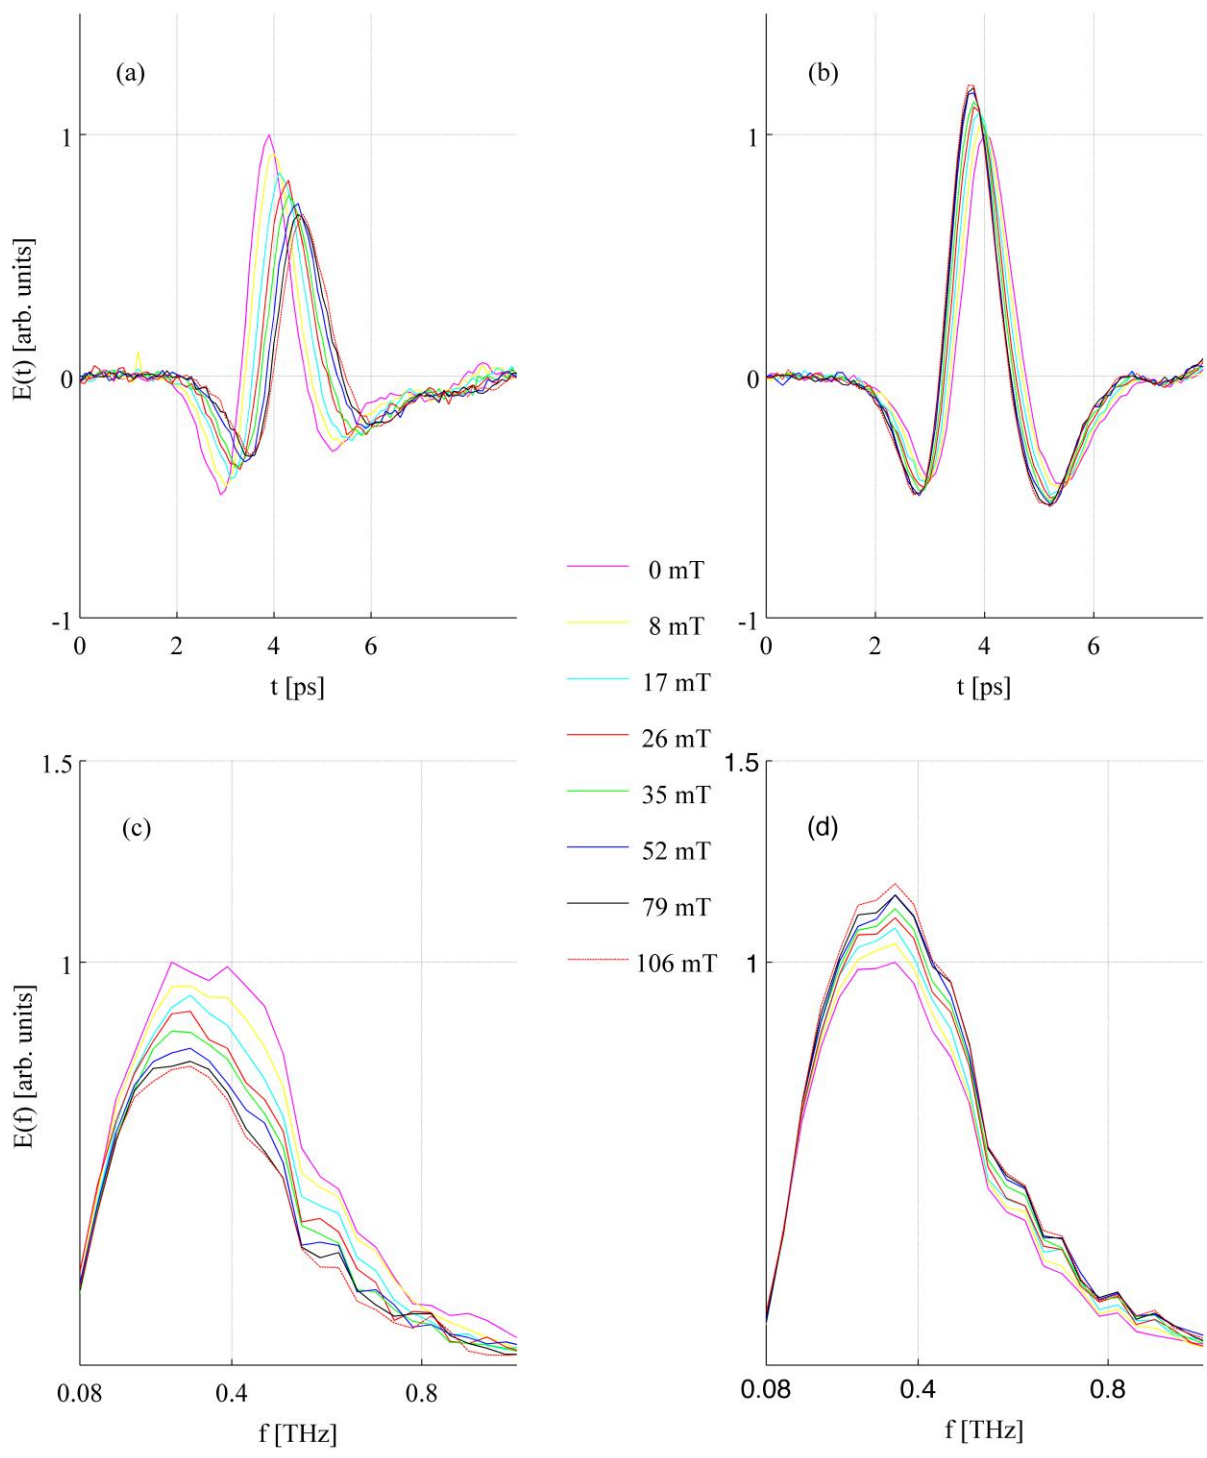 (a)
(b)
1
1
E(t) [arb. units]
0
0
-1
-1
0 2 4 6
0 2 4 6
t [ps]
t [ps]
0 mT
8 mT
17 mT
26 mT
35 mT
52 mT
79 mT
106 mT
1.5
1.5
(c)
(d)
1
1
E(f) [arb. units]
0.08 0.4 0.8
0.08 0.4 0.8
f [THz]
f [THz]